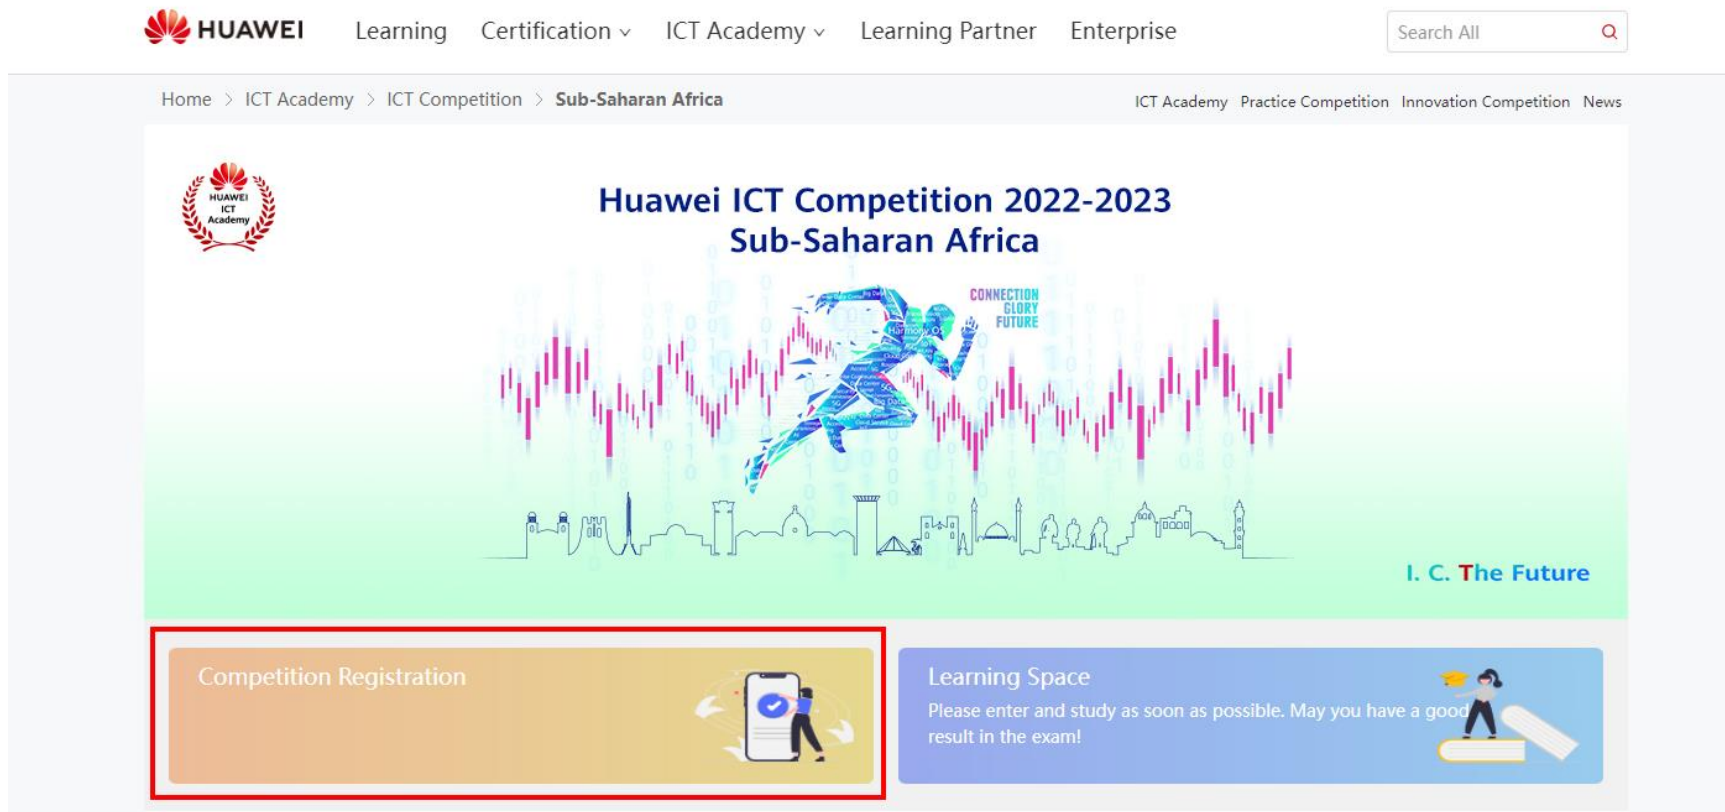 HUAWEI Learning Certification ICT Academy Learning Partner Enterprise Search All
Home > ICT Academy > ICT Competition > Sub-Saharan Africa
ICT Academy Practice Competition Innovation Competition News
HUAWEI
ICT
Academy
Huawei ICT Competition 2022-2023
Sub-Saharan Africa
CONNECTION
GLORY
FUTURE
Harmony OS
I. C. The Future
Competition Registration
Learning Space
Please enter and study as soon as possible. May you have a good
result in the exam!